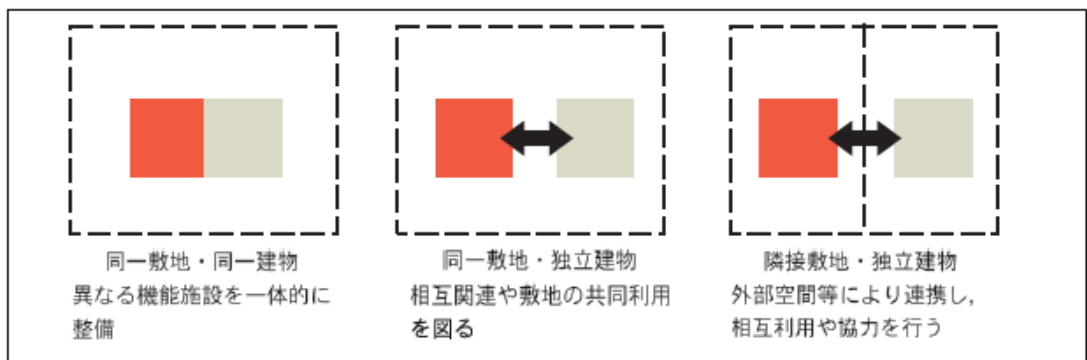 同一敷地・同一建物
異なる機能施設を一体的に
整備
同一敷地・独立建物
相互関連や敷地の共同利用
を図る
隣接敷地・独立建物
外部空間等により連携し,
相互利用や協力を行う